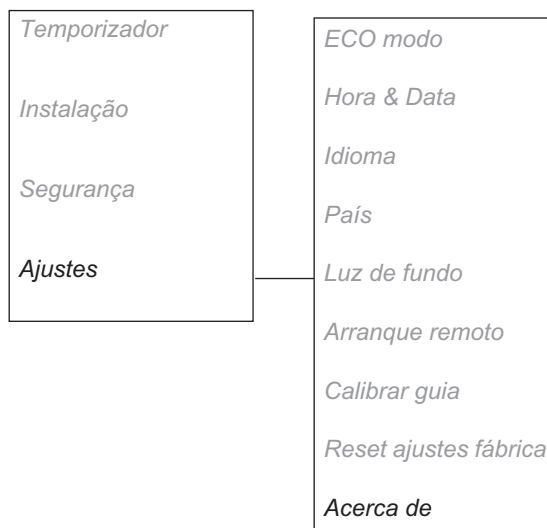 Temporizador
Instalação
Segurança
Ajustes
ECO modo
Hora & Data
Idioma
País
Luz de fundo
Arranque remoto
Calibrar guia
Reset ajustes fábrica
Acerca de